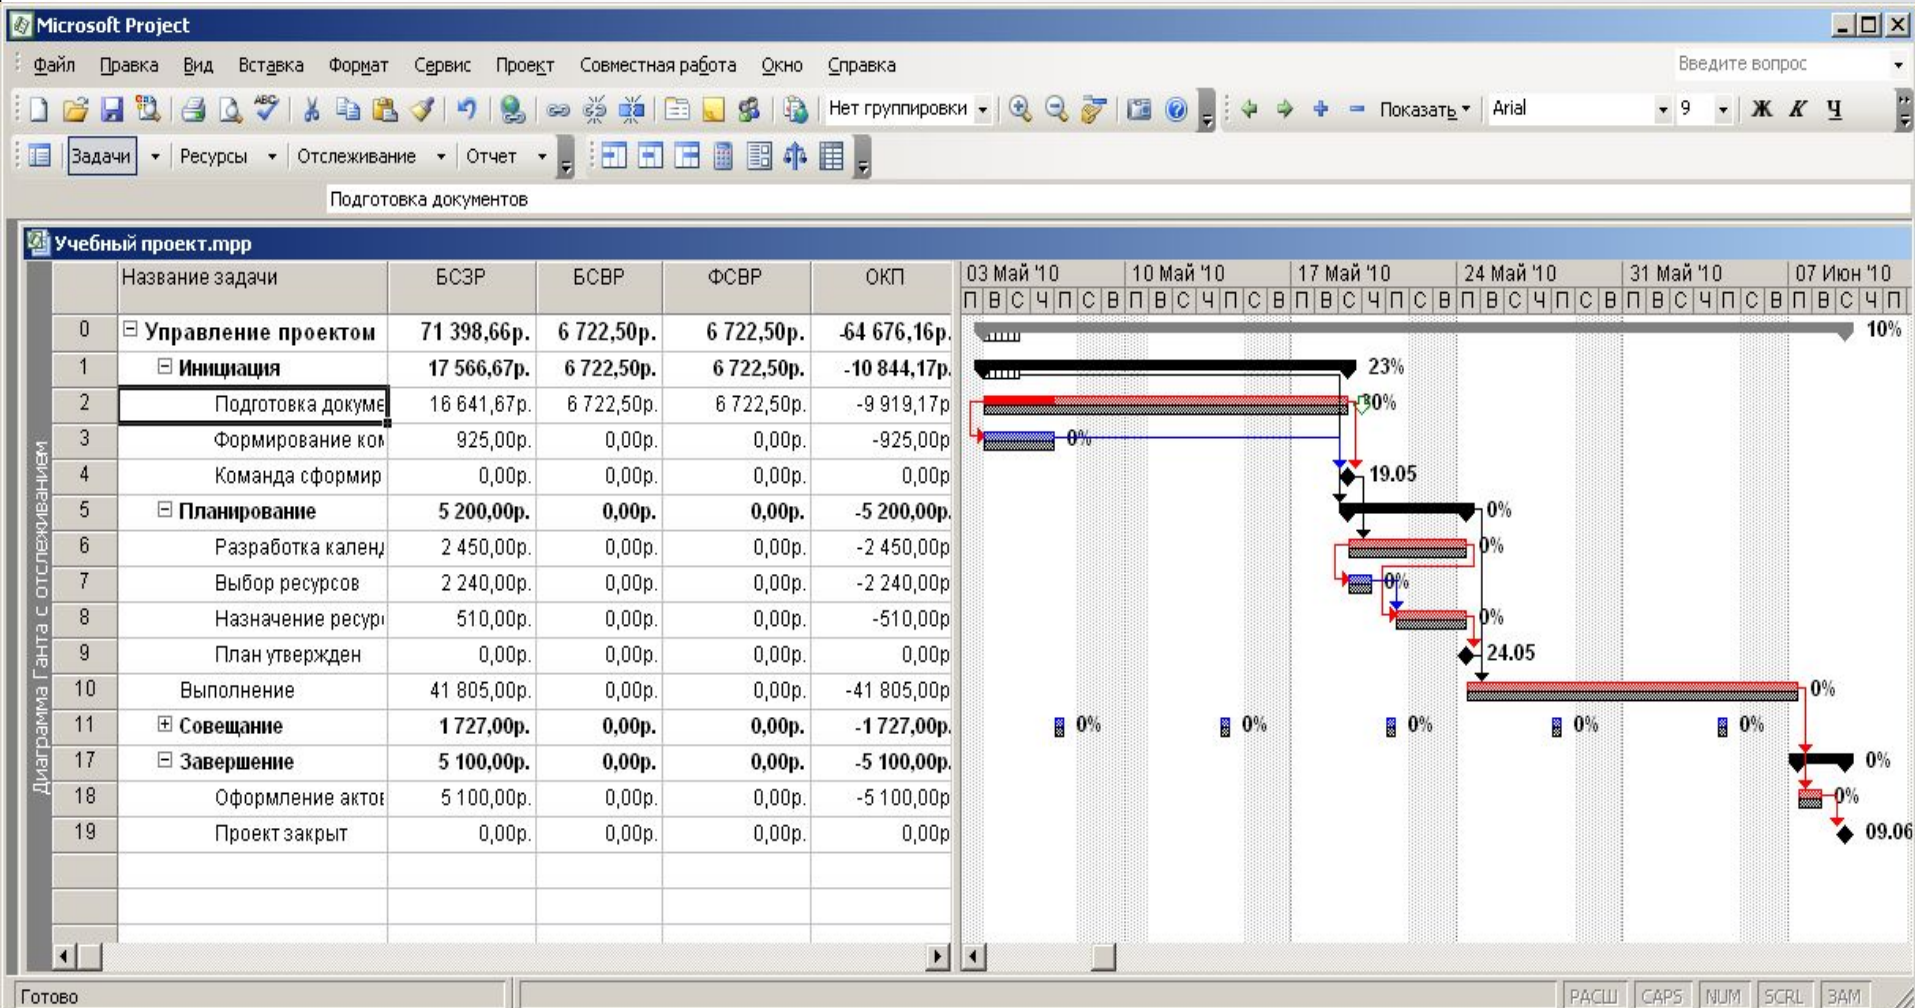 Microsoft Project
Файл Правка Вид Вставка Формат Сервис Проект Совместная работа Окно Справка Введите вопрос
Нет группировки Показать Arial 9 Ж К Ч
Задачи Ресурсы Отслеживание Отчет
Подготовка документов
Учебный проект.mpp
Название задачи БСЗР БСВР ФСВР ОКП 03 Май '10 10 Май '10 17 Май '10 24 Май '10 31 Май '10 07 Июн '10
П В С Ч П С В П В С Ч П С В П В С Ч П С В П В С Ч П С В П В С Ч П С В П В С Ч П
0 Управление проектом 71 398,66р. 6 722,50р. 6 722,50р. -64 676,16р. 10%
1 Инициация 17 566,67р. 6 722,50р. 6 722,50р. -10 844,17р. 23%
2 Подготовка докуме 16 641,67р. 6 722,50р. 6 722,50р. -9 919,17р 30%
3 Формирование ком 925,00р. 0,00р. 0,00р. -925,00р 0%
4 Команда сформир 0,00р. 0,00р. 0,00р. 0,00р 19.05
5 Планирование 5 200,00р. 0,00р. 0,00р. -5 200,00р. 0%
6 Разработка календ 2 450,00р. 0,00р. 0,00р. -2 450,00р 0%
7 Выбор ресурсов 2 240,00р. 0,00р. 0,00р. -2 240,00р 0%
8 Назначение ресур 510,00р. 0,00р. 0,00р. -510,00р 0%
9 План утвержден 0,00р. 0,00р. 0,00р. 0,00р 24.05
10 Выполнение 41 805,00р. 0,00р. 0,00р. -41 805,00р 0%
11 Совещание 1 727,00р. 0,00р. 0,00р. -1 727,00р. 0% 0% 0% 0% 0%
17 Завершение 5 100,00р. 0,00р. 0,00р. -5 100,00р. 0%
18 Оформление актов 5 100,00р. 0,00р. 0,00р. -5 100,00р 0%
19 Проект закрыт 0,00р. 0,00р. 0,00р. 0,00р 09.06
Диаграмма Ганта с отслеживанием
Готово РАСШ CAPS NUM SCRL ЗАМ